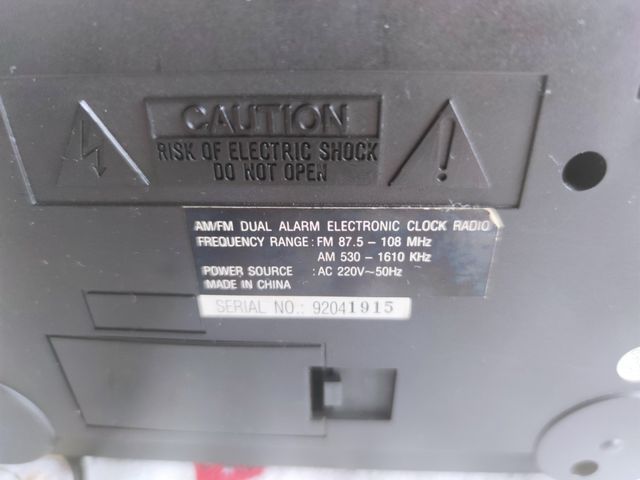 CAUTION
RISK OF ELECTRIC SHOCK
DO NOT OPEN
AM/FM DUAL ALARM ELECTRONIC CLOCK RADIO
FREQUENCY RANGE : FM 87.5 – 108 MHz
AM 530 – 1610 KHz
POWER SOURCE : AC 220V~50Hz
MADE IN CHINA
SERIAL NO.: 92041915